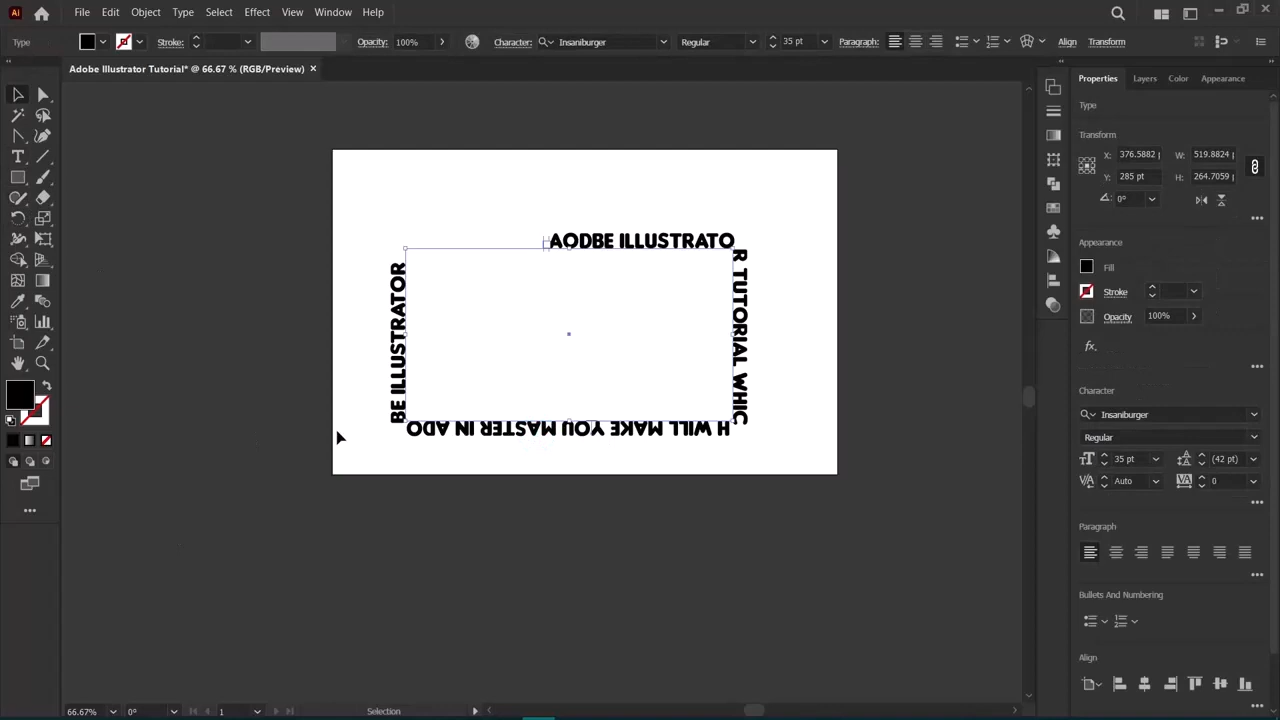 File Edit Object Type Select Effect View Window Help
Type Stroke: Opacity: 100% Character: Insaniburger Regular 35 pt Paragraph: Align Transform
Adobe Illustrator Tutorial* @ 66.67 % (RGB/Preview) ×
Properties Layers Color Appearance
Type
Transform
X: 376.5882 p W: 519.8824 p
Y: 285 pt H: 264.7059 p
0°
Appearance
Fill
Stroke
Opacity 100%
fx.
Character
Insaniburger
Regular
35 pt (42 pt)
Auto 0
Paragraph
Bullets And Numbering
Align
AODBE ILLUSTRATO
R TUTORIAL WHIC
H WILL MAKE YOU MASTER IN ADO
BE ILLUSTRATOR
66.67% 0° 1 Selection